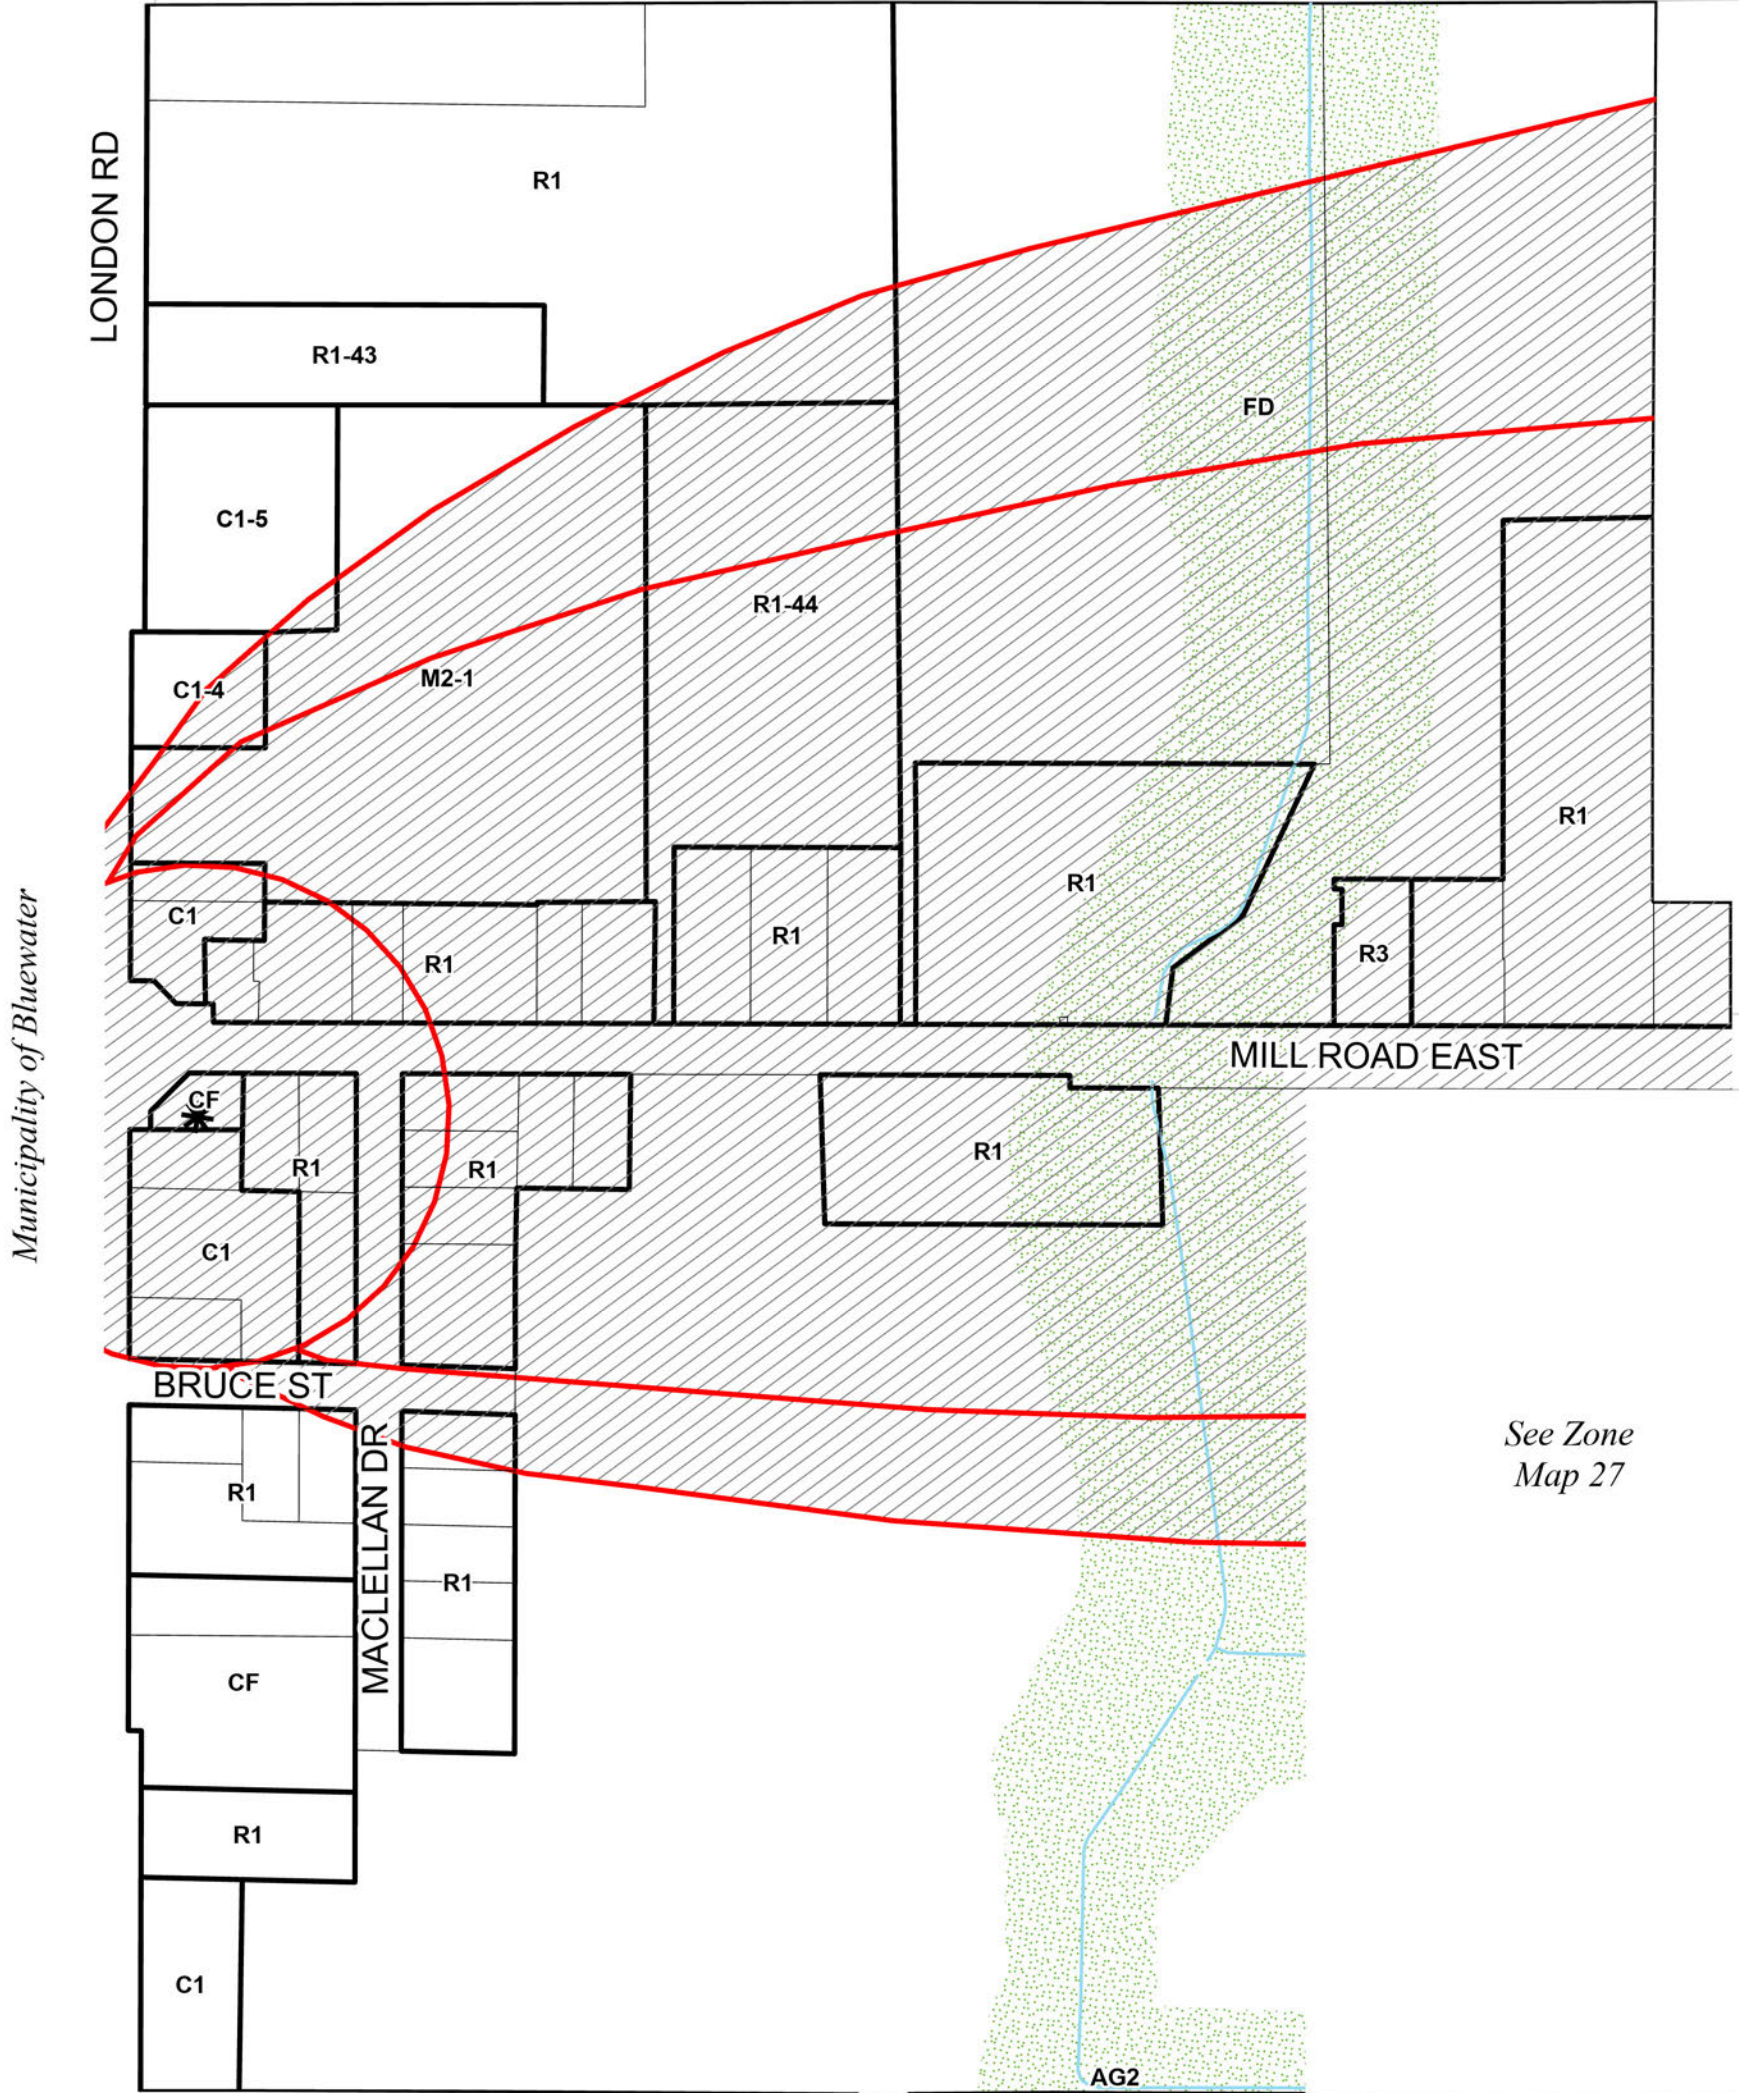 LONDON RD
R1
R1-43
FD
C1-5
R1-44
M2-1
C1-4
R1
R1
C1
R1
R1
R3
Municipality of Bluewater
MILL ROAD EAST
CF
R1
R1
R1
C1
BRUCE ST
See Zone
Map 27
R1
MACLELLAN DR
R1
CF
R1
C1
AG2